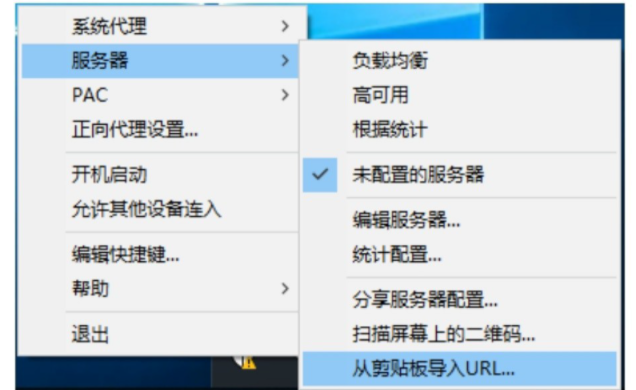 系统代理
服务器
PAC
正向代理设置...
开机启动
允许其他设备连入
编辑快捷键...
帮助
退出
负载均衡
高可用
根据统计
未配置的服务器
编辑服务器...
统计配置...
分享服务器配置...
扫描屏幕上的二维码...
从剪贴板导入URL...